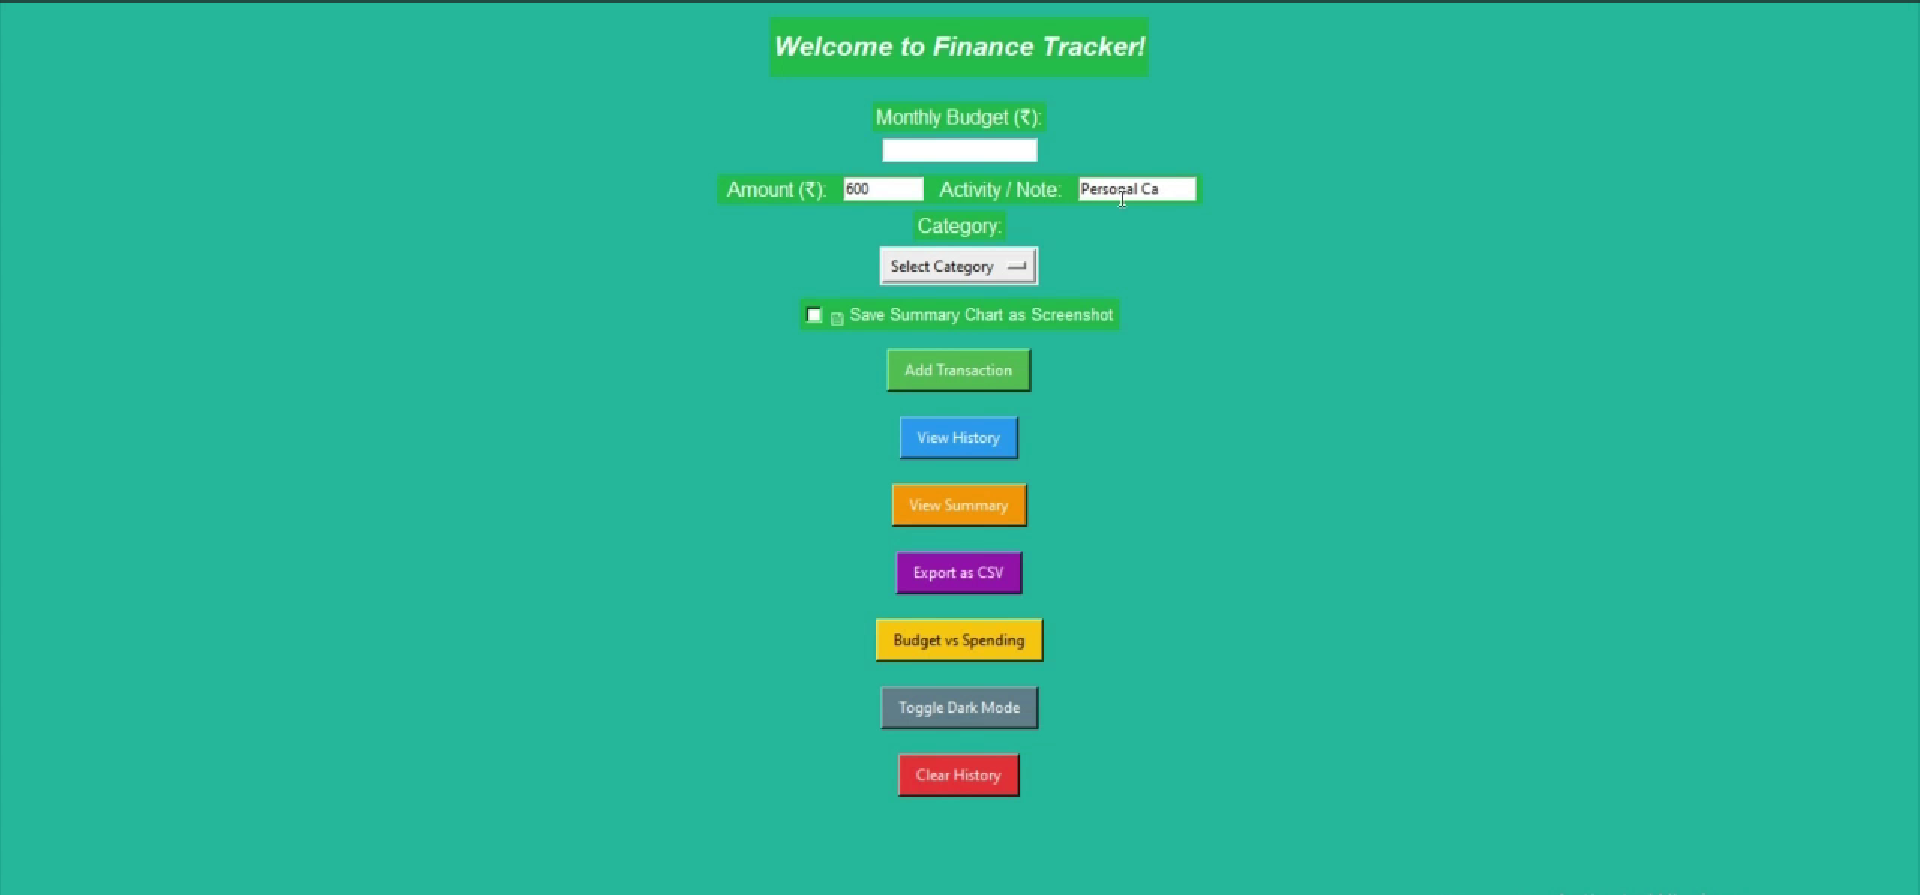 Welcome to Finance Tracker!
Monthly Budget (₹):
Amount (₹): 600 Activity / Note: Personal Ca
Category:
Select Category
Save Summary Chart as Screenshot
Add Transaction
View History
View Summary
Export as CSV
Budget vs Spending
Toggle Dark Mode
Clear History